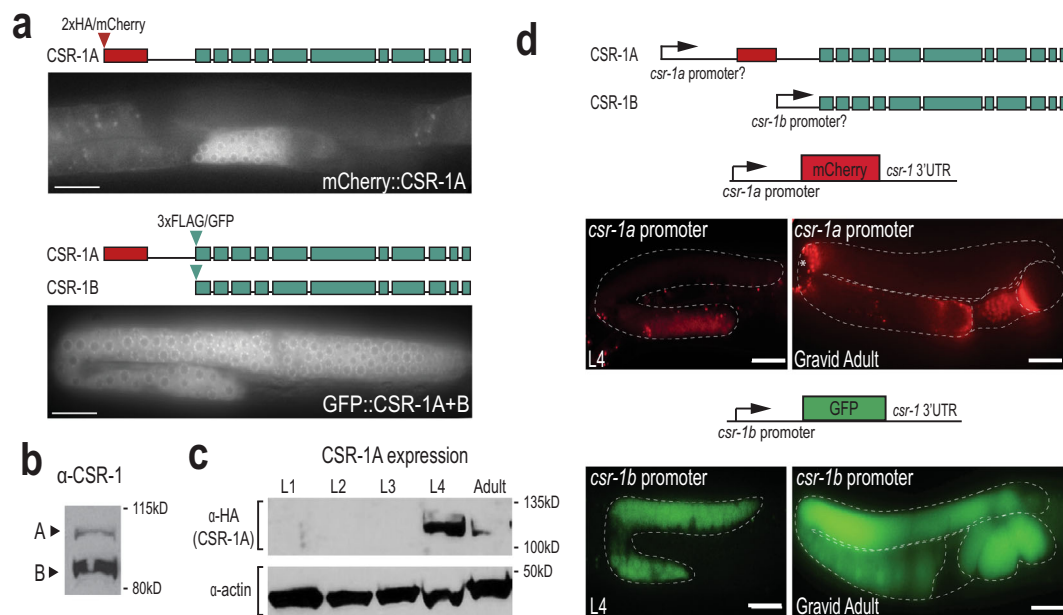 a
2xHA/mCherry
CSR-1A
mCherry::CSR-1A
3xFLAG/GFP
CSR-1A
CSR-1B
GFP::CSR-1A+B
b
α-CSR-1
- 115kD
A
B
- 80kD
c
CSR-1A expression
L1 L2 L3 L4 Adult
- 135kD
α-HA
(CSR-1A)
- 100kD
- 50kD
α-actin
d
CSR-1A
csr-1a promoter?
CSR-1B
csr-1b promoter?
mCherry
csr-1 3'UTR
csr-1a promoter
csr-1a promoter
L4
csr-1a promoter
*
Gravid Adult
GFP
csr-1 3'UTR
csr-1b promoter
csr-1b promoter
L4
csr-1b promoter
Gravid Adult